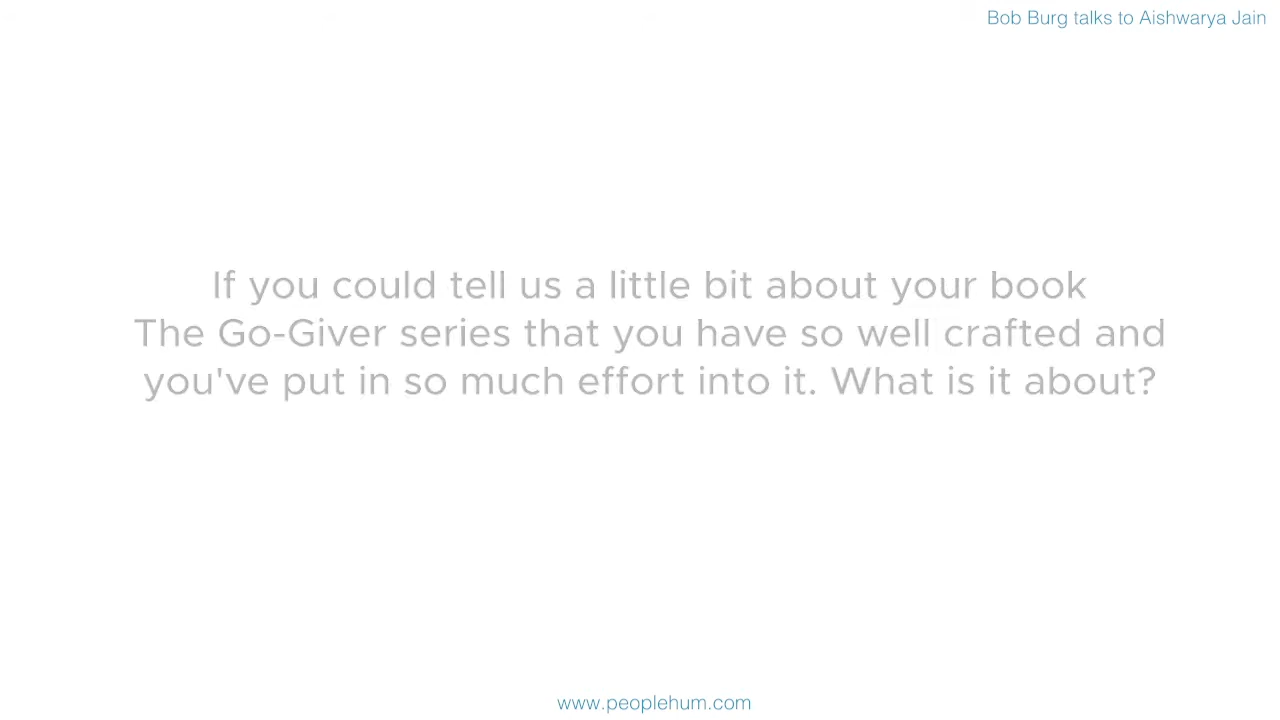 Bob Burg talks to Aishwarya Jain
If you could tell us a little bit about your book
The Go-Giver series that you have so well crafted and
you've put in so much effort into it. What is it about?
www.peoplehum.com